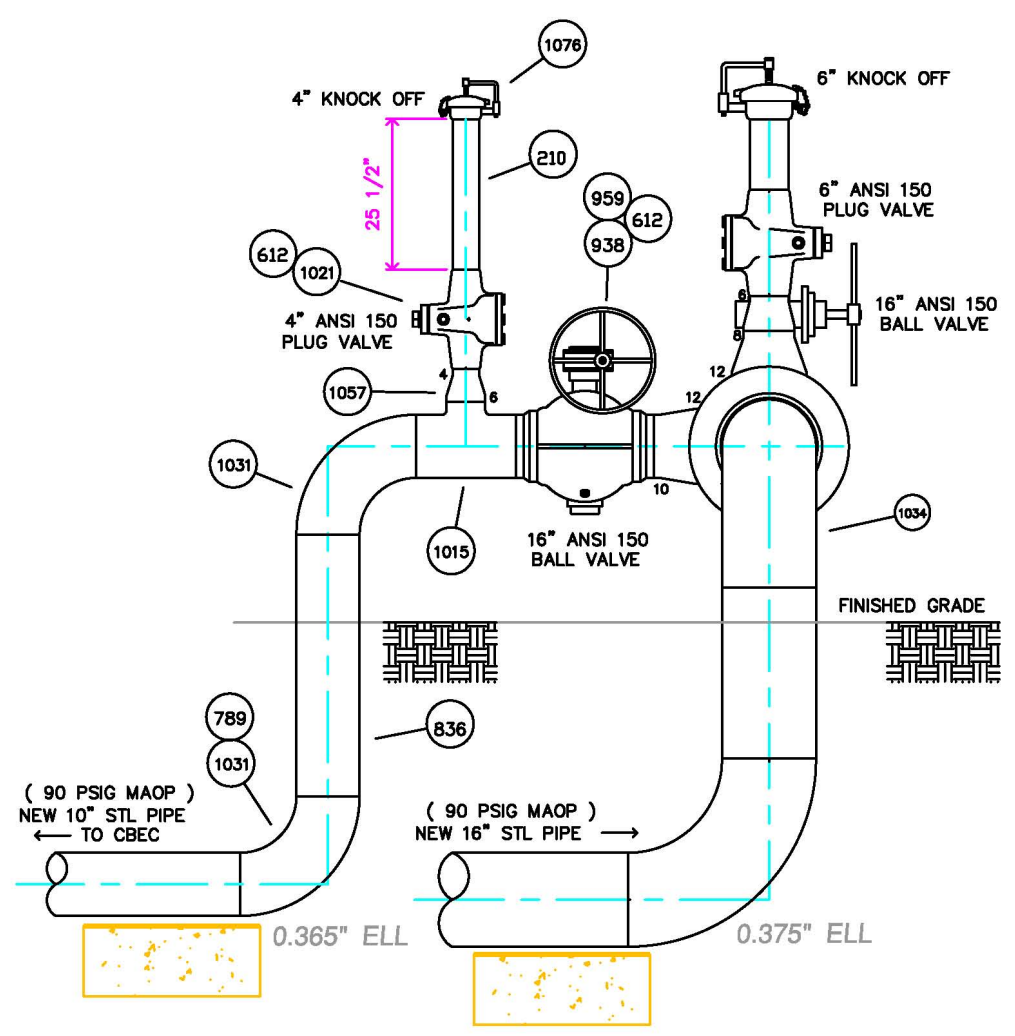 1076
4" KNOCK OFF
6" KNOCK OFF
210
25 1/2"
959
612
938
6" ANSI 150
PLUG VALVE
612
1021
4" ANSI 150
PLUG VALVE
6
8
16" ANSI 150
BALL VALVE
4
6
1057
12
12
1031
10
1015
16" ANSI 150
BALL VALVE
1034
FINISHED GRADE
789
1031
836
( 90 PSIG MAOP )
NEW 10" STL PIPE
TO CBEC
( 90 PSIG MAOP )
NEW 16" STL PIPE
0.365" ELL
0.375" ELL